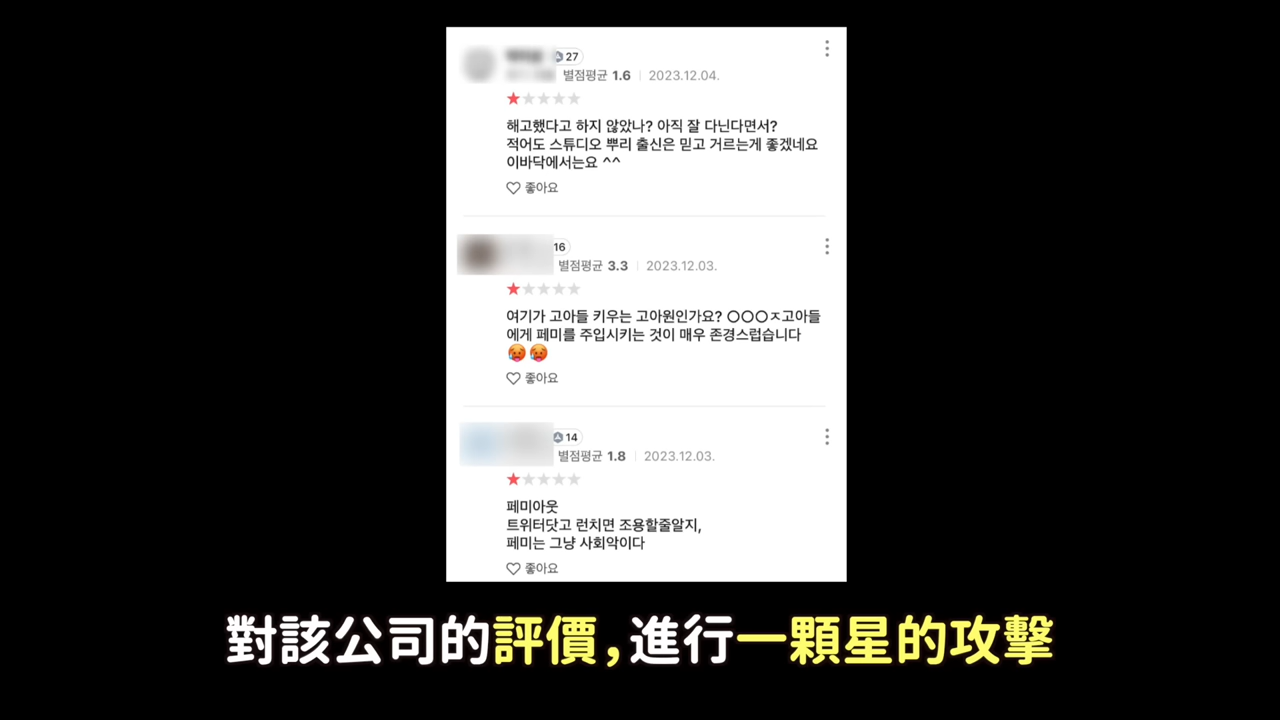 27
별점평균 1.6 2023.12.04.
해고했다고 하지 않았나? 아직 잘 다닌다면서?
적어도 스튜디오 뿌리 출신은 믿고 거르는게 좋겠네요
이바닥에서는요 ^^
좋아요
16
별점평균 3.3 2023.12.03.
여기가 고아들 키우는 고아원인가요? ○○○ㅈ고아들
에게 페미를 주입시키는 것이 매우 존경스럽습니다
🥵🥵
좋아요
14
별점평균 1.8 2023.12.03.
페미아웃
트위터닷고 런치면 조용할줄알지,
페미는 그냥 사회악이다
좋아요
對該公司的評價,進行一顆星的攻擊